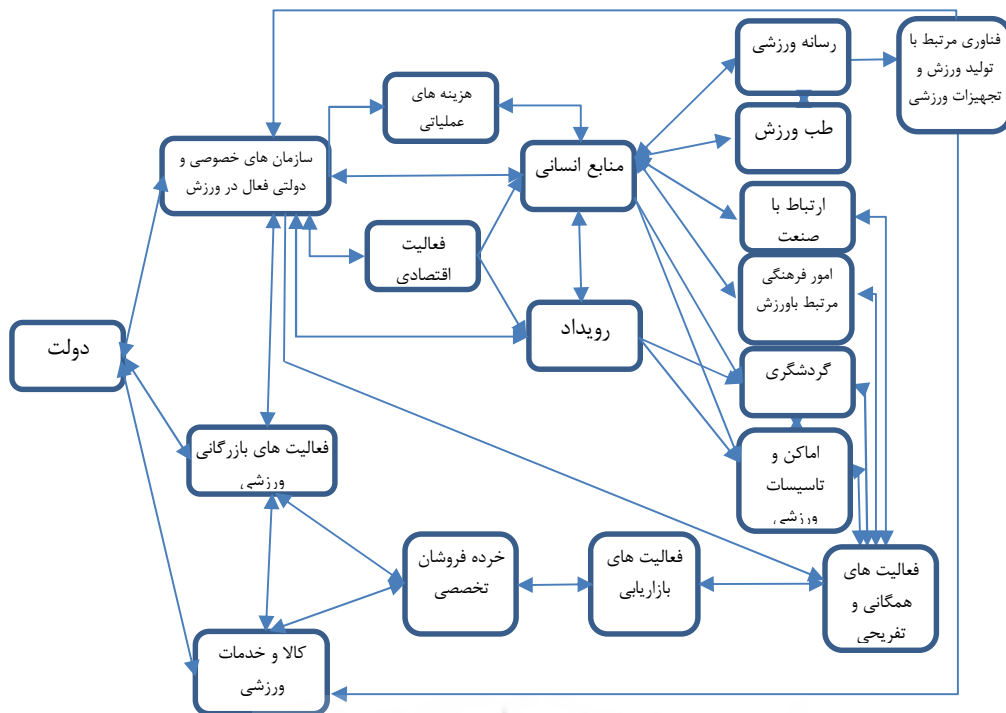 رسانه ورزشی
فناوری مرتبط با
تولید ورزش و
تجهیزات ورزشی
هزینه های
عملیاتی
طب ورزش
سازمان های خصوصی و
دولتی فعال در ورزش
منابع انسانی
ارتباط با
صنعت
فعالیت
اقتصادی
امور فرهنگی
مرتبط باورزش
رویداد
دولت
گردشگری
فعالیت های بازرگانی
ورزشی
اماکن و
تاسیسات
ورزشی
خرده فروشان
تخصصی
فعالیت های
بازاریابی
فعالیت های
همگانی و
تفریحی
کالا و خدمات
ورزشی